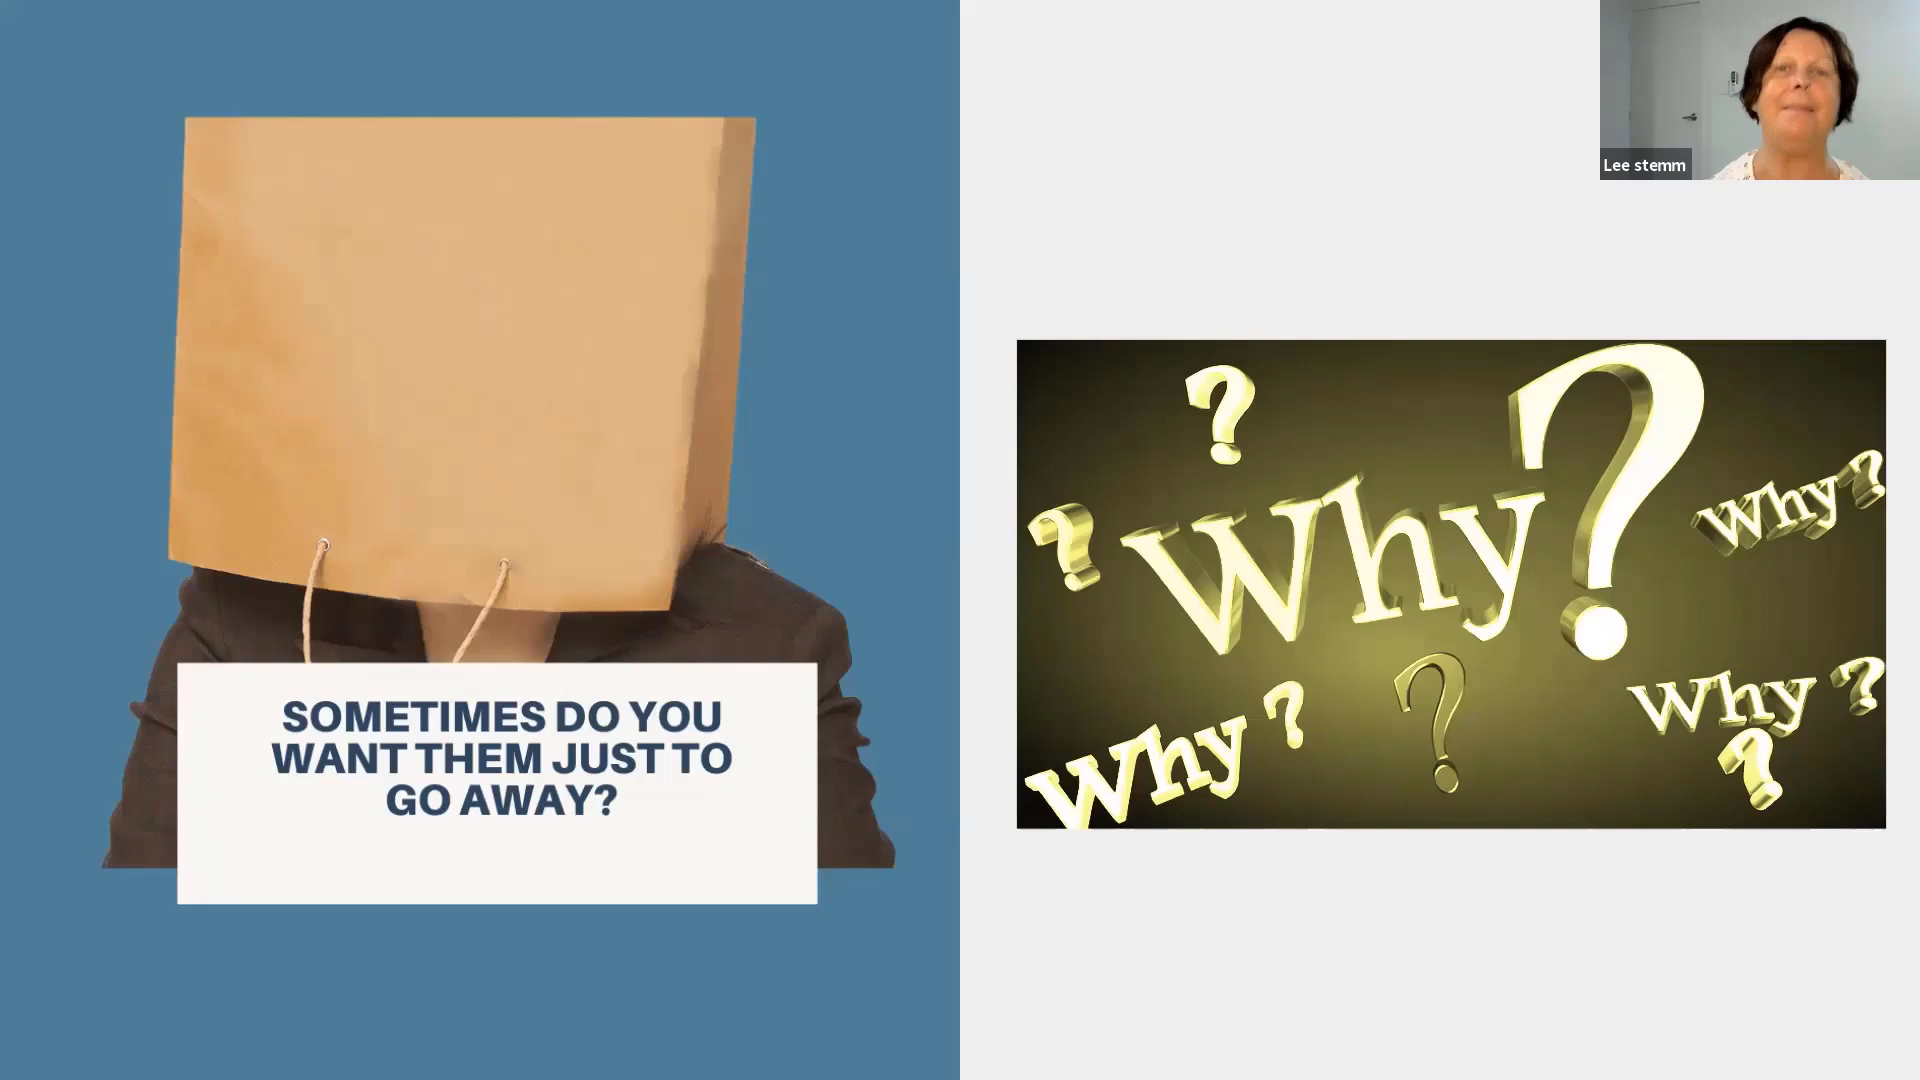 SOMETIMES DO YOU
WANT THEM JUST TO
GO AWAY?
Lee stemm
?
?
Why?
Why?
Why?
?
Why?
?